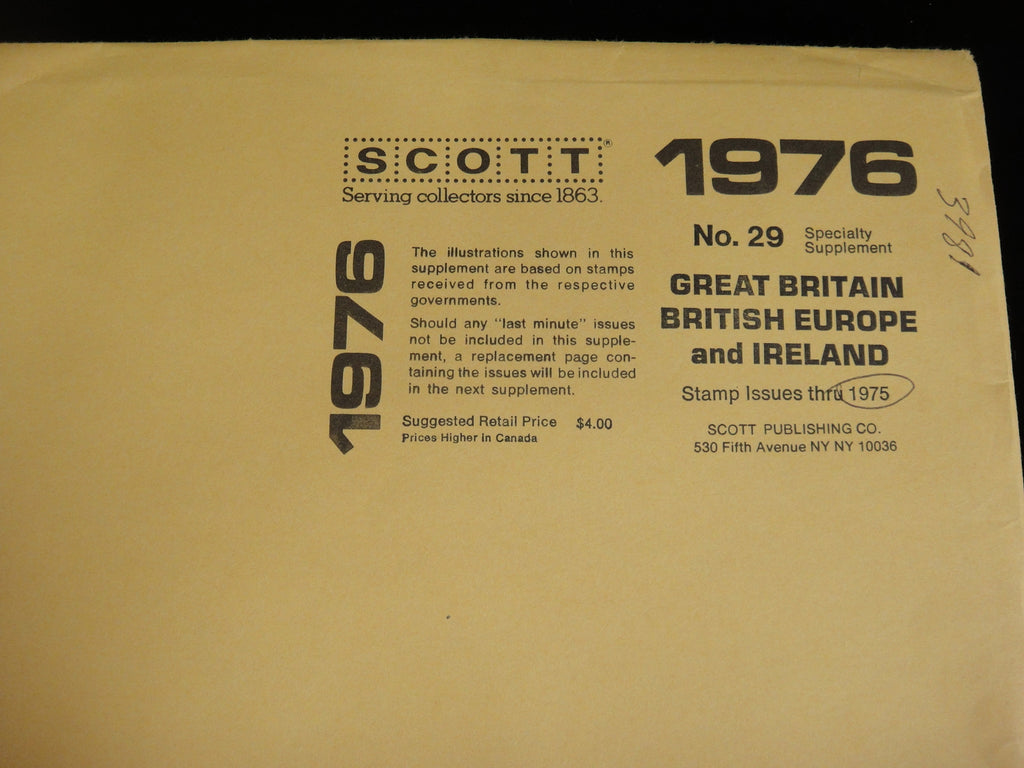 SCOTT®
Serving collectors since 1863.
1976
The illustrations shown in this
supplement are based on stamps
received from the respective
governments.
Should any "last minute" issues
not be included in this supple-
ment, a replacement page con-
taining the issues will be included
in the next supplement.
Suggested Retail Price $4.00
Prices Higher in Canada
1976
No. 29 Specialty
Supplement
GREAT BRITAIN
BRITISH EUROPE
and IRELAND
Stamp Issues thru 1975
SCOTT PUBLISHING CO.
530 Fifth Avenue NY NY 10036